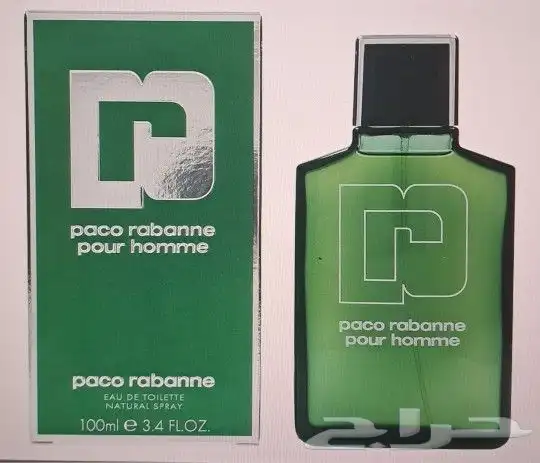 paco rabanne
pour homme
paco rabanne
EAU DE TOILETTE
NATURAL SPRAY
100ml e 3.4 FL.OZ.
paco rabanne
pour homme
حراج